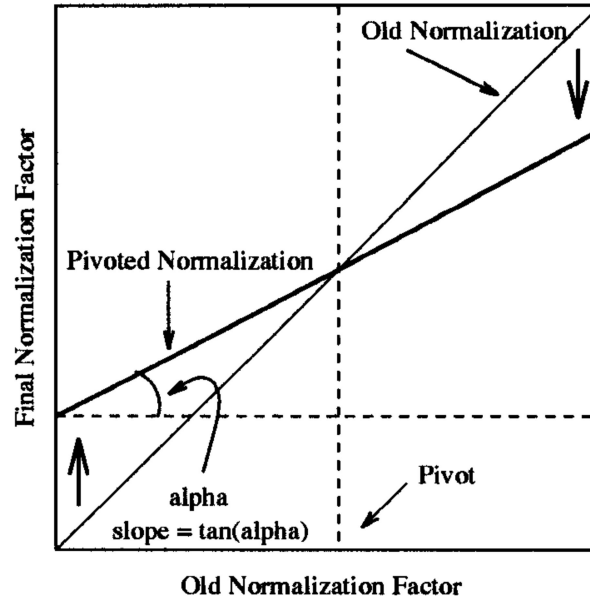 Old Normalization
Final Normalization Factor
Pivoted Normalization
alpha
slope = tan(alpha)
Pivot
Old Normalization Factor